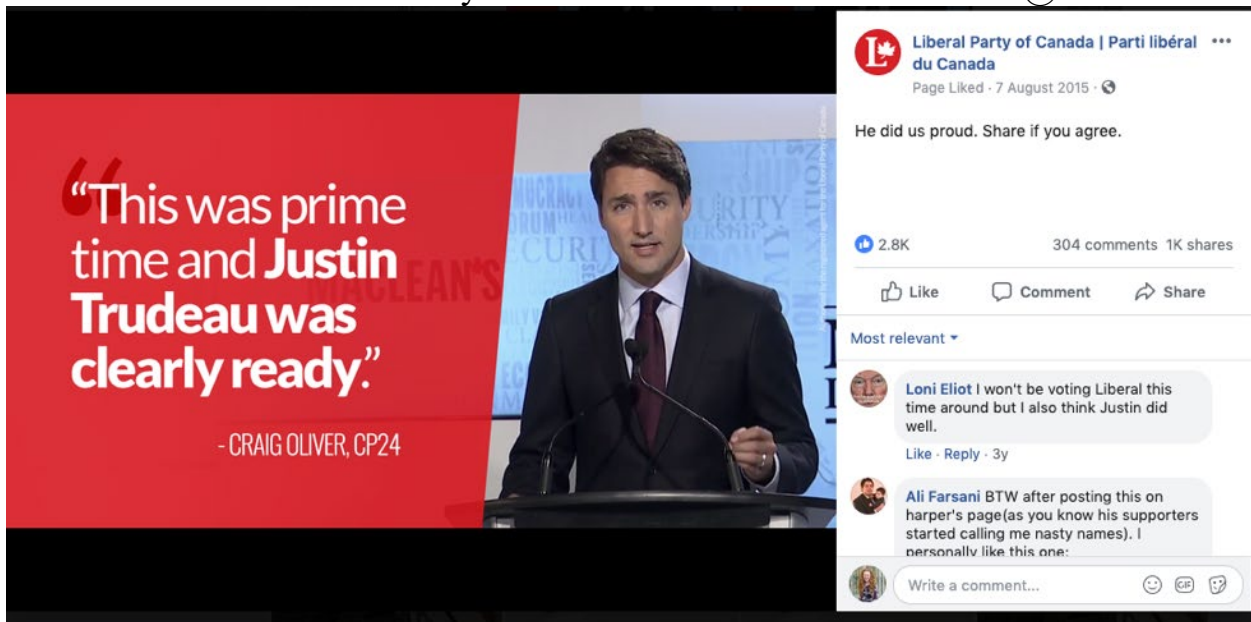 “This was prime
time and Justin
Trudeau was
clearly ready.”
- CRAIG OLIVER, CP24
MACLEAN'S
Liberal Party of Canada | Parti libéral
du Canada
Page Liked · 7 August 2015 ·
He did us proud. Share if you agree.
2.8K
304 comments 1K shares
Like
Comment
Share
Most relevant
Loni Eliot I won't be voting Liberal this
time around but I also think Justin did
well.
Like · Reply · 3y
Ali Farsani BTW after posting this on
harper's page(as you know his supporters
started calling me nasty names). I
personally like this one:
Write a comment...
GIF